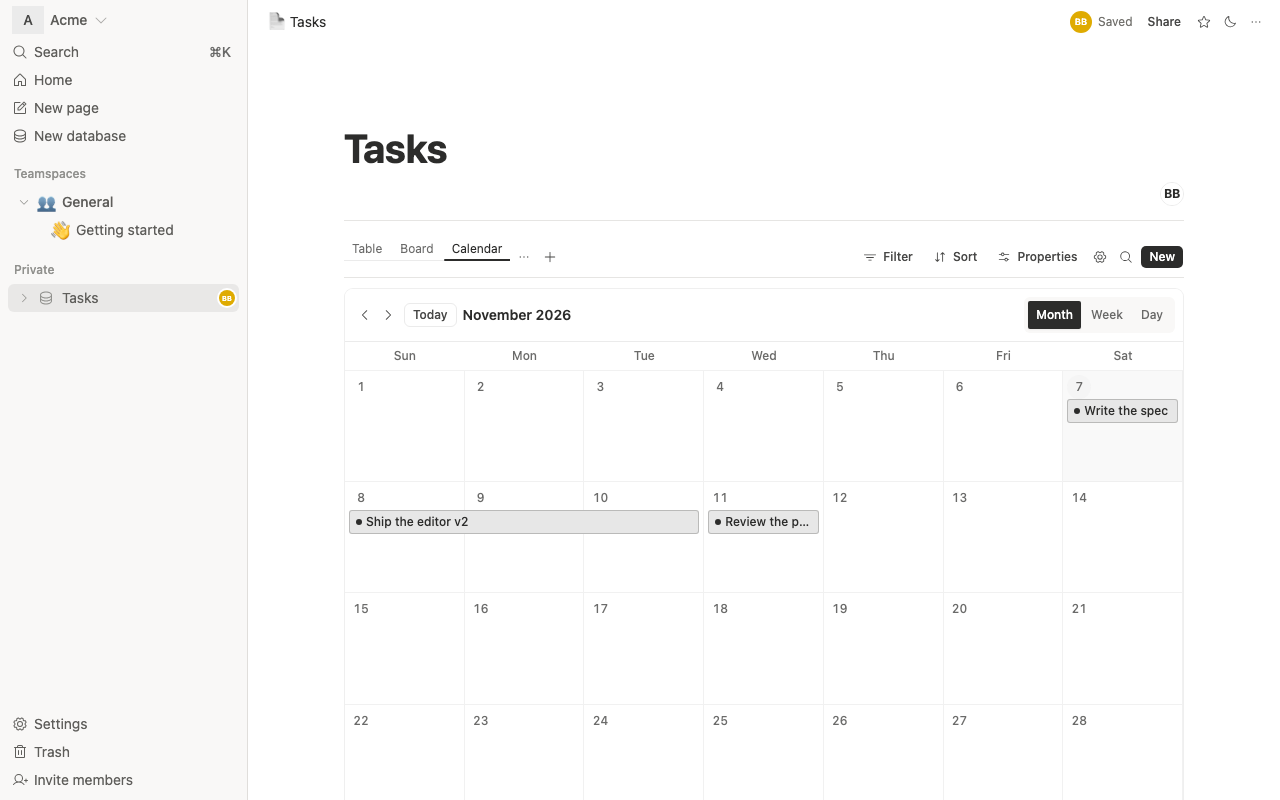 A Acme
Search ⌘K
Home
New page
New database
Teamspaces
General
Getting started
Private
Tasks BB
Settings
Trash
Invite members
Tasks
BB Saved Share
Tasks
BB
Table Board Calendar
Filter Sort Properties New
Today November 2026
Month Week Day
Sun Mon Tue Wed Thu Fri Sat
1 2 3 4 5 6 7
Write the spec
8 9 10 11 12 13 14
Ship the editor v2 Review the p...
15 16 17 18 19 20 21
22 23 24 25 26 27 28